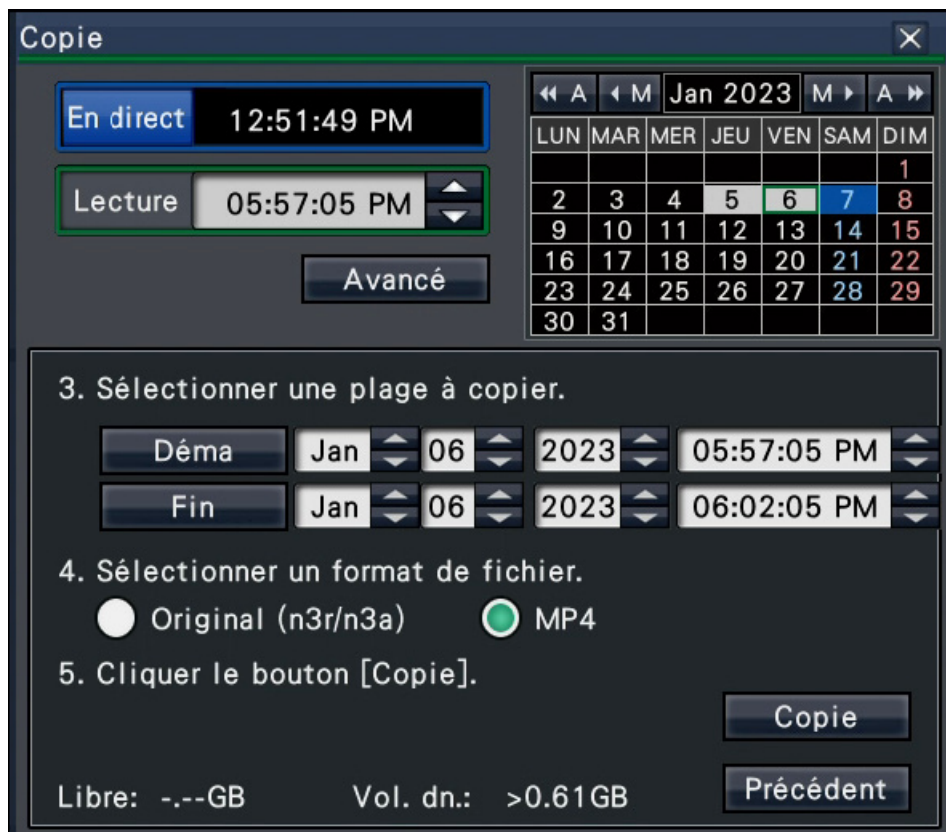 Copie
En direct 12:51:49 PM
Lecture 05:57:05 PM
Avancé
A M Jan 2023 M A
LUN MAR MER JEU VEN SAM DIM
1
2 3 4 5 6 7 8
9 10 11 12 13 14 15
16 17 18 19 20 21 22
23 24 25 26 27 28 29
30 31
3. Sélectionner une plage à copier.
Déma Jan 06 2023 05:57:05 PM
Fin Jan 06 2023 06:02:05 PM
4. Sélectionner un format de fichier.
Original (n3r/n3a) MP4
5. Cliquer le bouton [Copie].
Copie
Libre: -.--GB Vol. dn.: >0.61GB Précédent